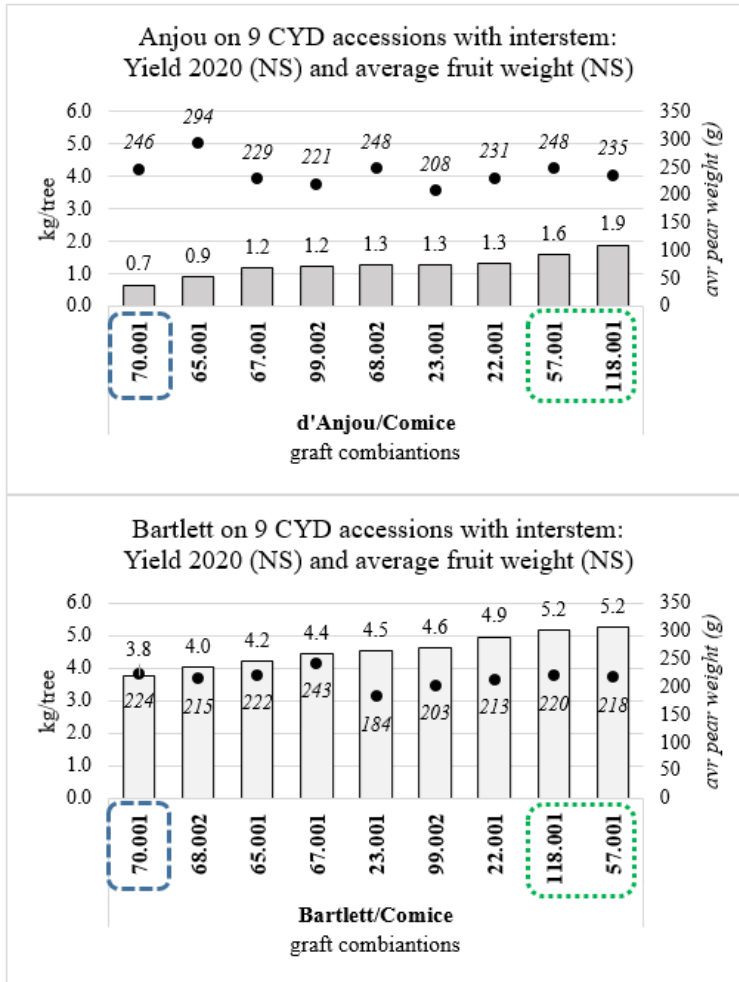 Anjou on 9 CYD accessions with interstem:
Yield 2020 (NS) and average fruit weight (NS)
6.0
5.0
4.0
3.0
2.0
1.0
0.0
kg/tree
350
300
250
200
150
100
50
0
avr pear weight (g)
246 294 229 221 248 208 231 248 235
0.7 0.9 1.2 1.2 1.3 1.3 1.3 1.6 1.9
70.001 65.001 67.001 99.002 68.002 23.001 22.001 57.001 118.001
d'Anjou/Comice
graft combiantions
Bartlett on 9 CYD accessions with interstem:
Yield 2020 (NS) and average fruit weight (NS)
6.0
5.0
4.0
3.0
2.0
1.0
0.0
kg/tree
350
300
250
200
150
100
50
0
avr pear weight (g)
3.8 4.0 4.2 4.4 4.5 4.6 4.9 5.2 5.2
224 215 222 243 184 203 213 220 218
70.001 68.002 65.001 67.001 23.001 99.002 22.001 118.001 57.001
Bartlett/Comice
graft combiantions